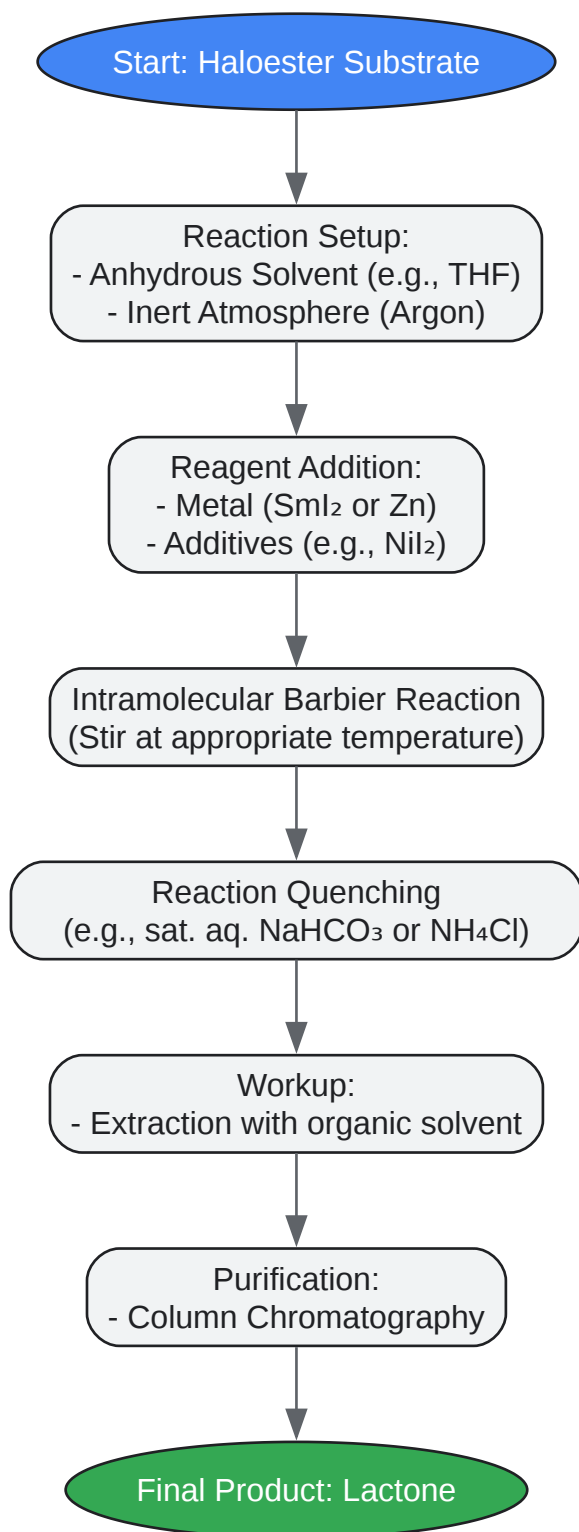 Start: Haloester Substrate
Reaction Setup:
- Anhydrous Solvent (e.g., THF)
- Inert Atmosphere (Argon)
Reagent Addition:
- Metal (SmI₂ or Zn)
- Additives (e.g., NiI₂)
Intramolecular Barbier Reaction
(Stir at appropriate temperature)
Reaction Quenching
(e.g., sat. aq. NaHCO₃ or NH₄Cl)
Workup:
- Extraction with organic solvent
Purification:
- Column Chromatography
Final Product: Lactone